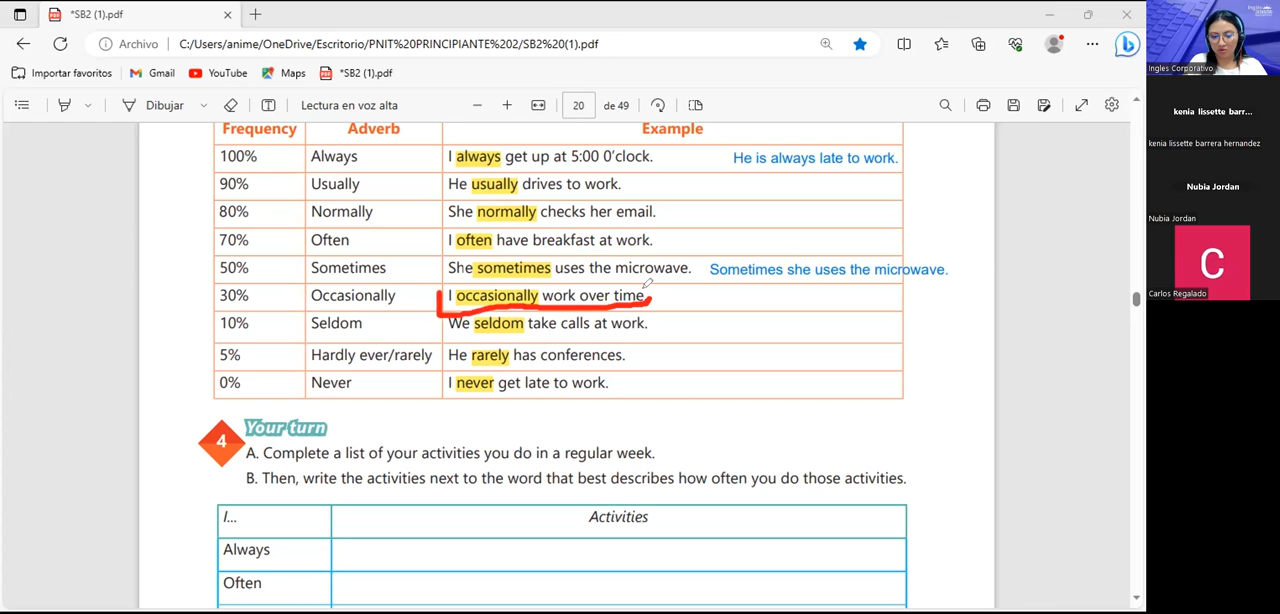 *SB2 (1).pdf
Archivo C:/Users/anime/OneDrive/Escritorio/PNIT%20PRINCIPIANTE%202/SB2%20(1).pdf
Importar favoritos Gmail YouTube Maps *SB2 (1).pdf
Dibujar Lectura en voz alta 20 de 49
Frequency Adverb Example
100% Always I always get up at 5:00 0'clock. He is always late to work.
90% Usually He usually drives to work.
80% Normally She normally checks her email.
70% Often I often have breakfast at work.
50% Sometimes She sometimes uses the microwave. Sometimes she uses the microwave.
30% Occasionally I occasionally work over time.
10% Seldom We seldom take calls at work.
5% Hardly ever/rarely He rarely has conferences.
0% Never I never get late to work.
4 Your turn
A. Complete a list of your activities you do in a regular week.
B. Then, write the activities next to the word that best describes how often you do those activities.
I... Activities
Always
Often
Ingles Corporativo
kenia lissette barr...
kenia lissette barrera hernandez
Nubia Jordan
Nubia Jordan
C
Carlos Regalado